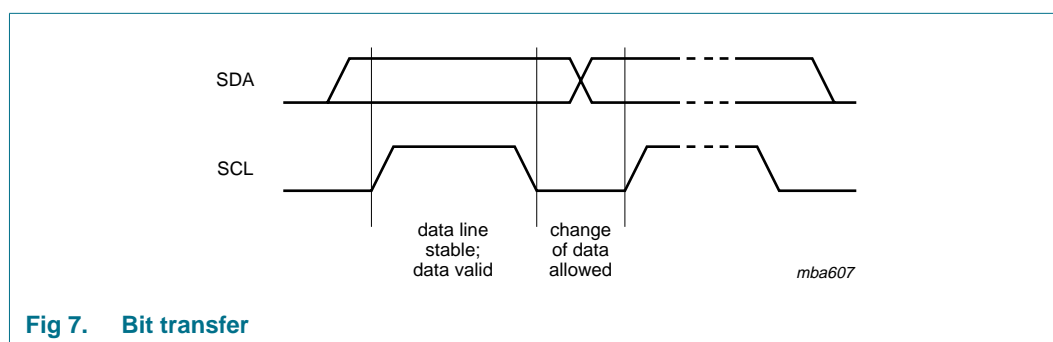 SDA
SCL
data line
stable;
data valid
change
of data
allowed
mba607
Fig 7. Bit transfer